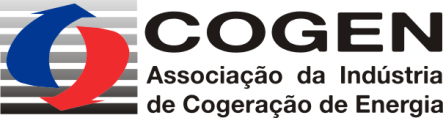 COGEN
Associação da Indústria
de Cogeração de Energia